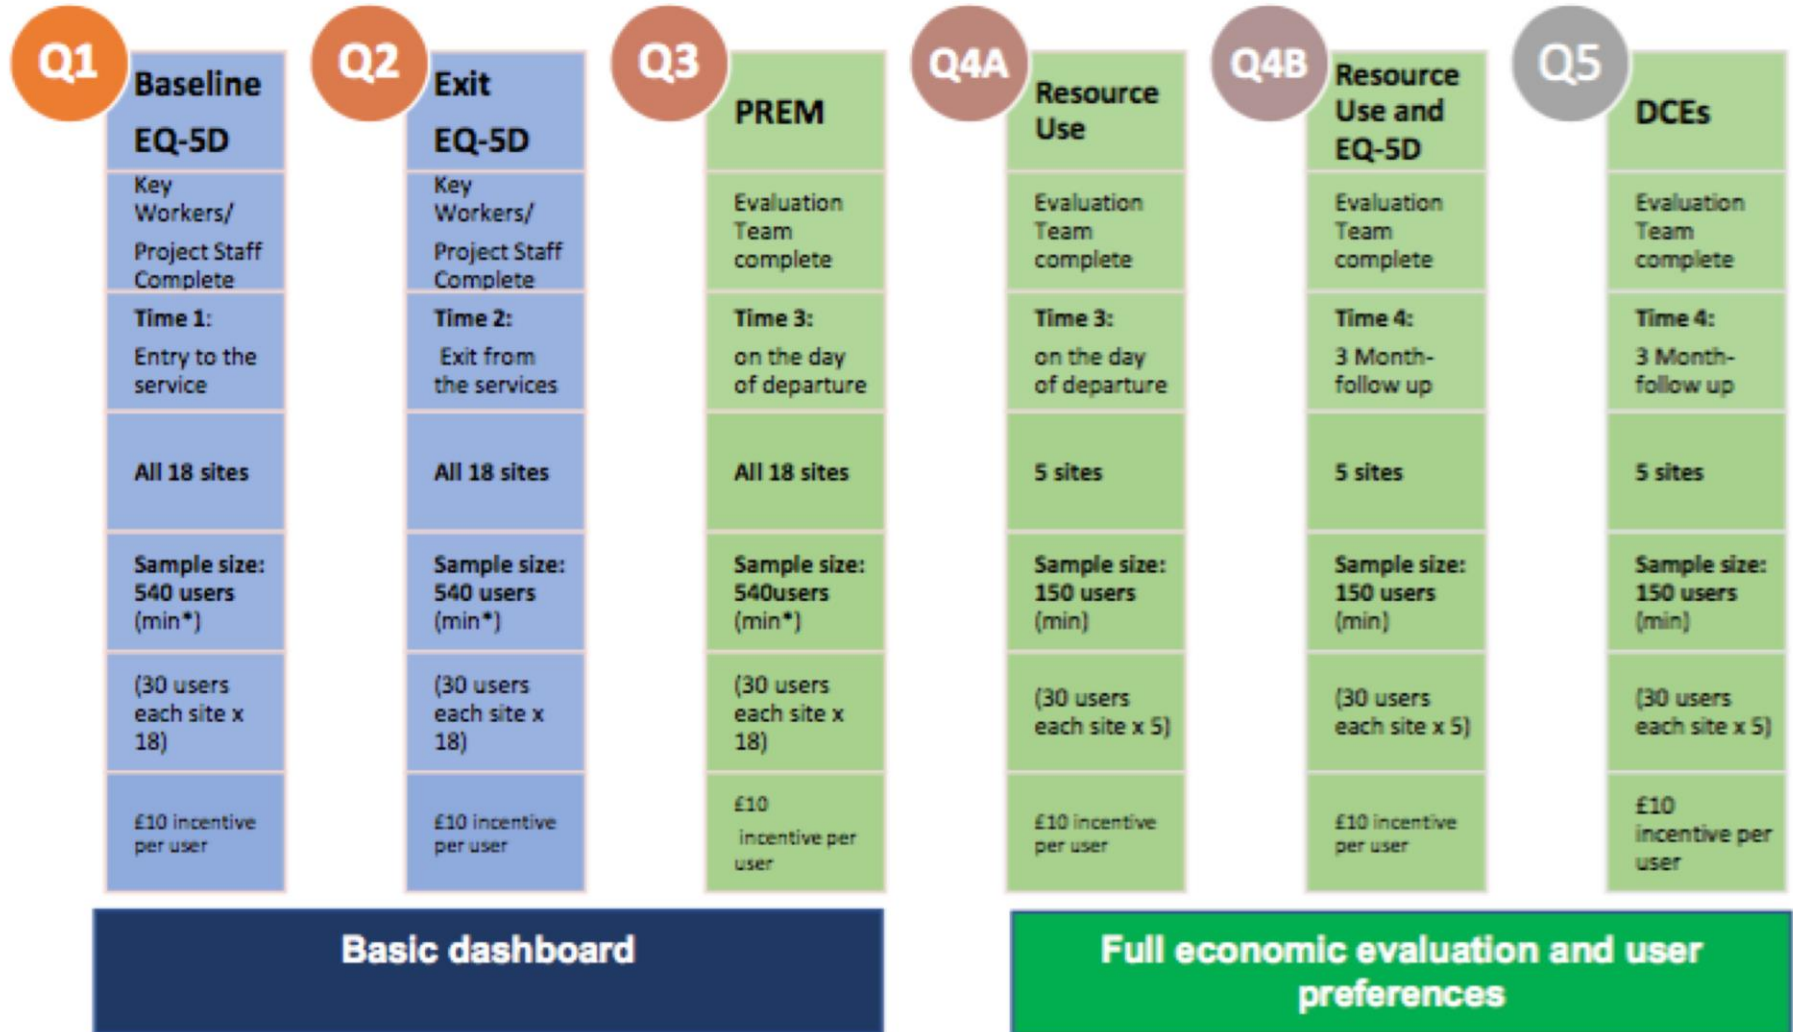 Q1
Baseline
EQ-5D
Key
Workers/
Project Staff
Complete
Time 1:
Entry to the
service
All 18 sites
Sample size:
540 users
(min*)
(30 users
each site x
18)
£10 incentive
per user
Q2
Exit
EQ-5D
Key
Workers/
Project Staff
Complete
Time 2:
Exit from
the services
All 18 sites
Sample size:
540 users
(min*)
(30 users
each site x
18)
£10 incentive
per user
Q3
PREM
Evaluation
Team
complete
Time 3:
on the day
of departure
All 18 sites
Sample size:
540users
(min*)
(30 users
each site x
18)
£10
incentive per
user
Q4A
Resource
Use
Evaluation
Team
complete
Time 3:
on the day
of departure
5 sites
Sample size:
150 users
(min)
(30 users
each site x 5)
£10 incentive
per user
Q4B
Resource
Use and
EQ-5D
Evaluation
Team
complete
Time 4:
3 Month-
follow up
5 sites
Sample size:
150 users
(min)
(30 users
each site x 5)
£10 incentive
per user
Q5
DCEs
Evaluation
Team
complete
Time 4:
3 Month-
follow up
5 sites
Sample size:
150 users
(min)
(30 users
each site x 5)
£10
incentive per
user
Basic dashboard
Full economic evaluation and user
preferences